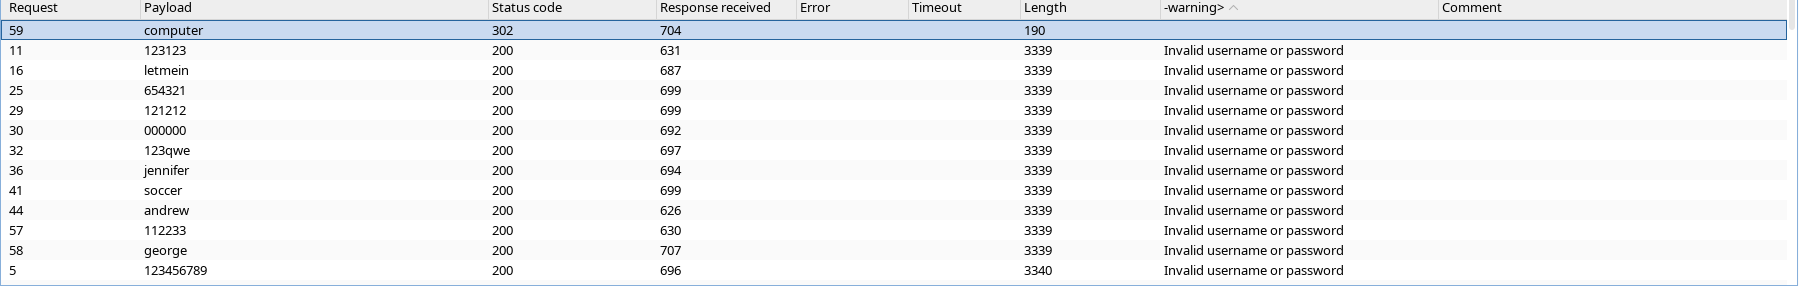 Request Payload Status code Response received Error Timeout Length -warning> Comment
59 computer 302 704 190
11 123123 200 631 3339 Invalid username or password
16 letmein 200 687 3339 Invalid username or password
25 654321 200 699 3339 Invalid username or password
29 121212 200 699 3339 Invalid username or password
30 000000 200 692 3339 Invalid username or password
32 123qwe 200 697 3339 Invalid username or password
36 jennifer 200 694 3339 Invalid username or password
41 soccer 200 699 3339 Invalid username or password
44 andrew 200 626 3339 Invalid username or password
57 112233 200 630 3339 Invalid username or password
58 george 200 707 3339 Invalid username or password
5 123456789 200 696 3340 Invalid username or password